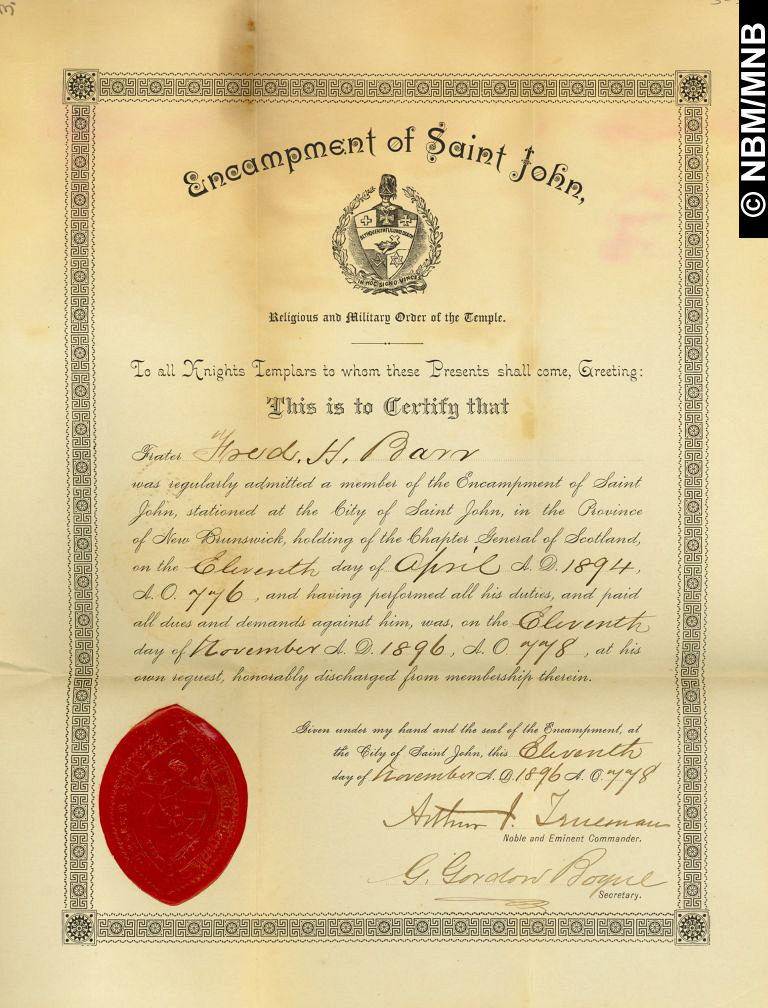 Encampment of Saint John,
IN HOC SIGNO VINCES
Religious and Military Order of the Temple.
To all Knights Templars to whom these Presents shall come, Greeting:
This is to Certify that
Frater Fred. H. Barr
was regularly admitted a member of the Encampment of Saint
John, stationed at the City of Saint John, in the Province
of New Brunswick, holding of the Chapter General of Scotland,
on the Eleventh day of April A. D. 1894,
A. O. 776, and having performed all his duties, and paid
all dues and demands against him, was, on the Eleventh
day of November A. D. 1896, A. O. 778, at his
own request, honorably discharged from membership therein.
Given under my hand and the seal of the Encampment, at
the City of Saint John, this Eleventh
day of November A. D. 1896 A. O. 778
Arthur I. Trueman
Noble and Eminent Commander.
G. Gordon Boyne
Secretary.
© NBM/MNB